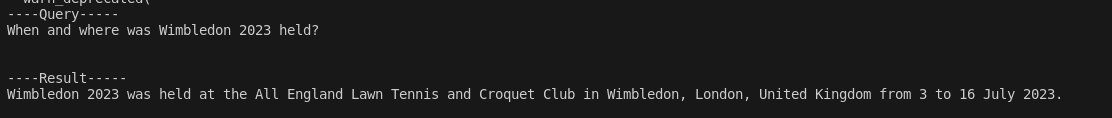 warn_deprecated(
----Query-----
When and where was Wimbledon 2023 held?
----Result-----
Wimbledon 2023 was held at the All England Lawn Tennis and Croquet Club in Wimbledon, London, United Kingdom from 3 to 16 July 2023.